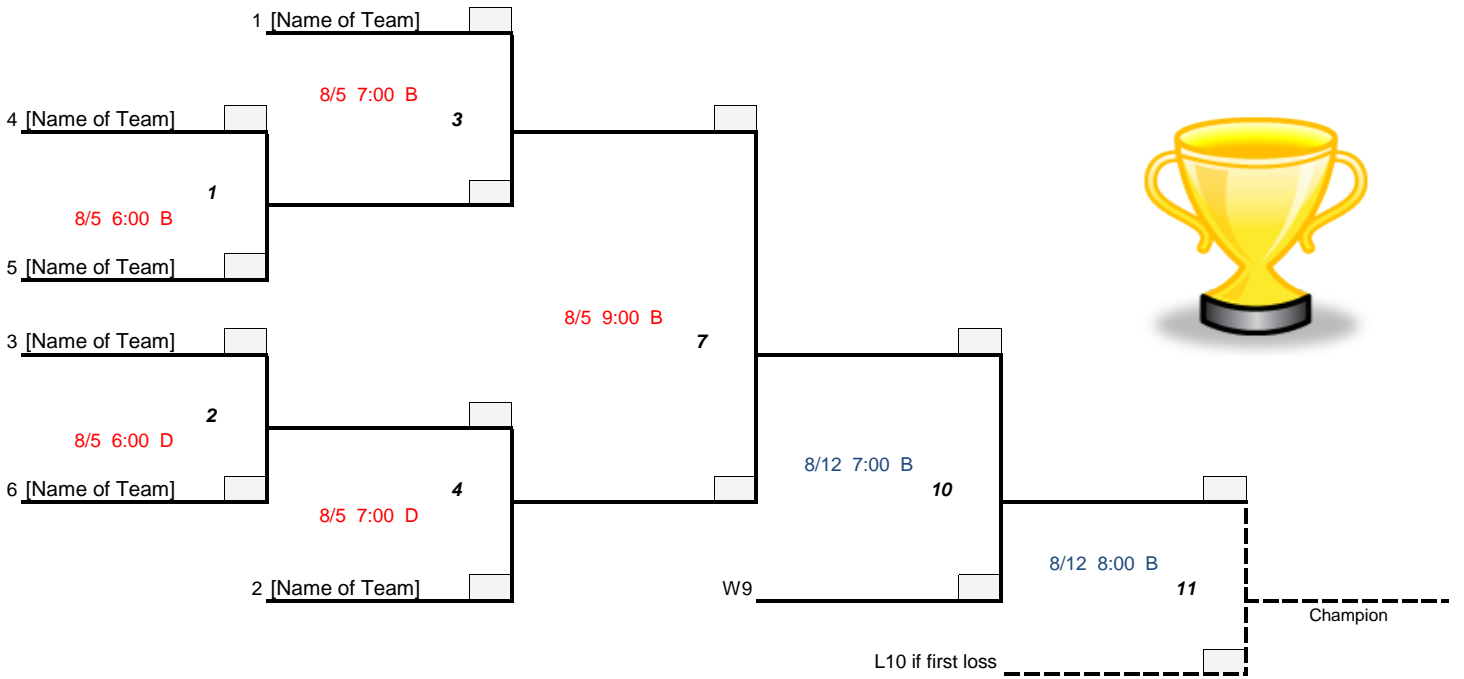 1 [Name of Team]
8/5 7:00 B
3
4 [Name of Team]
1
8/5 6:00 B
5 [Name of Team]
8/5 9:00 B
7
3 [Name of Team]
2
8/5 6:00 D
6 [Name of Team]
4
8/5 7:00 D
2 [Name of Team]
8/12 7:00 B
10
W9
8/12 8:00 B
11
Champion
L10 if first loss